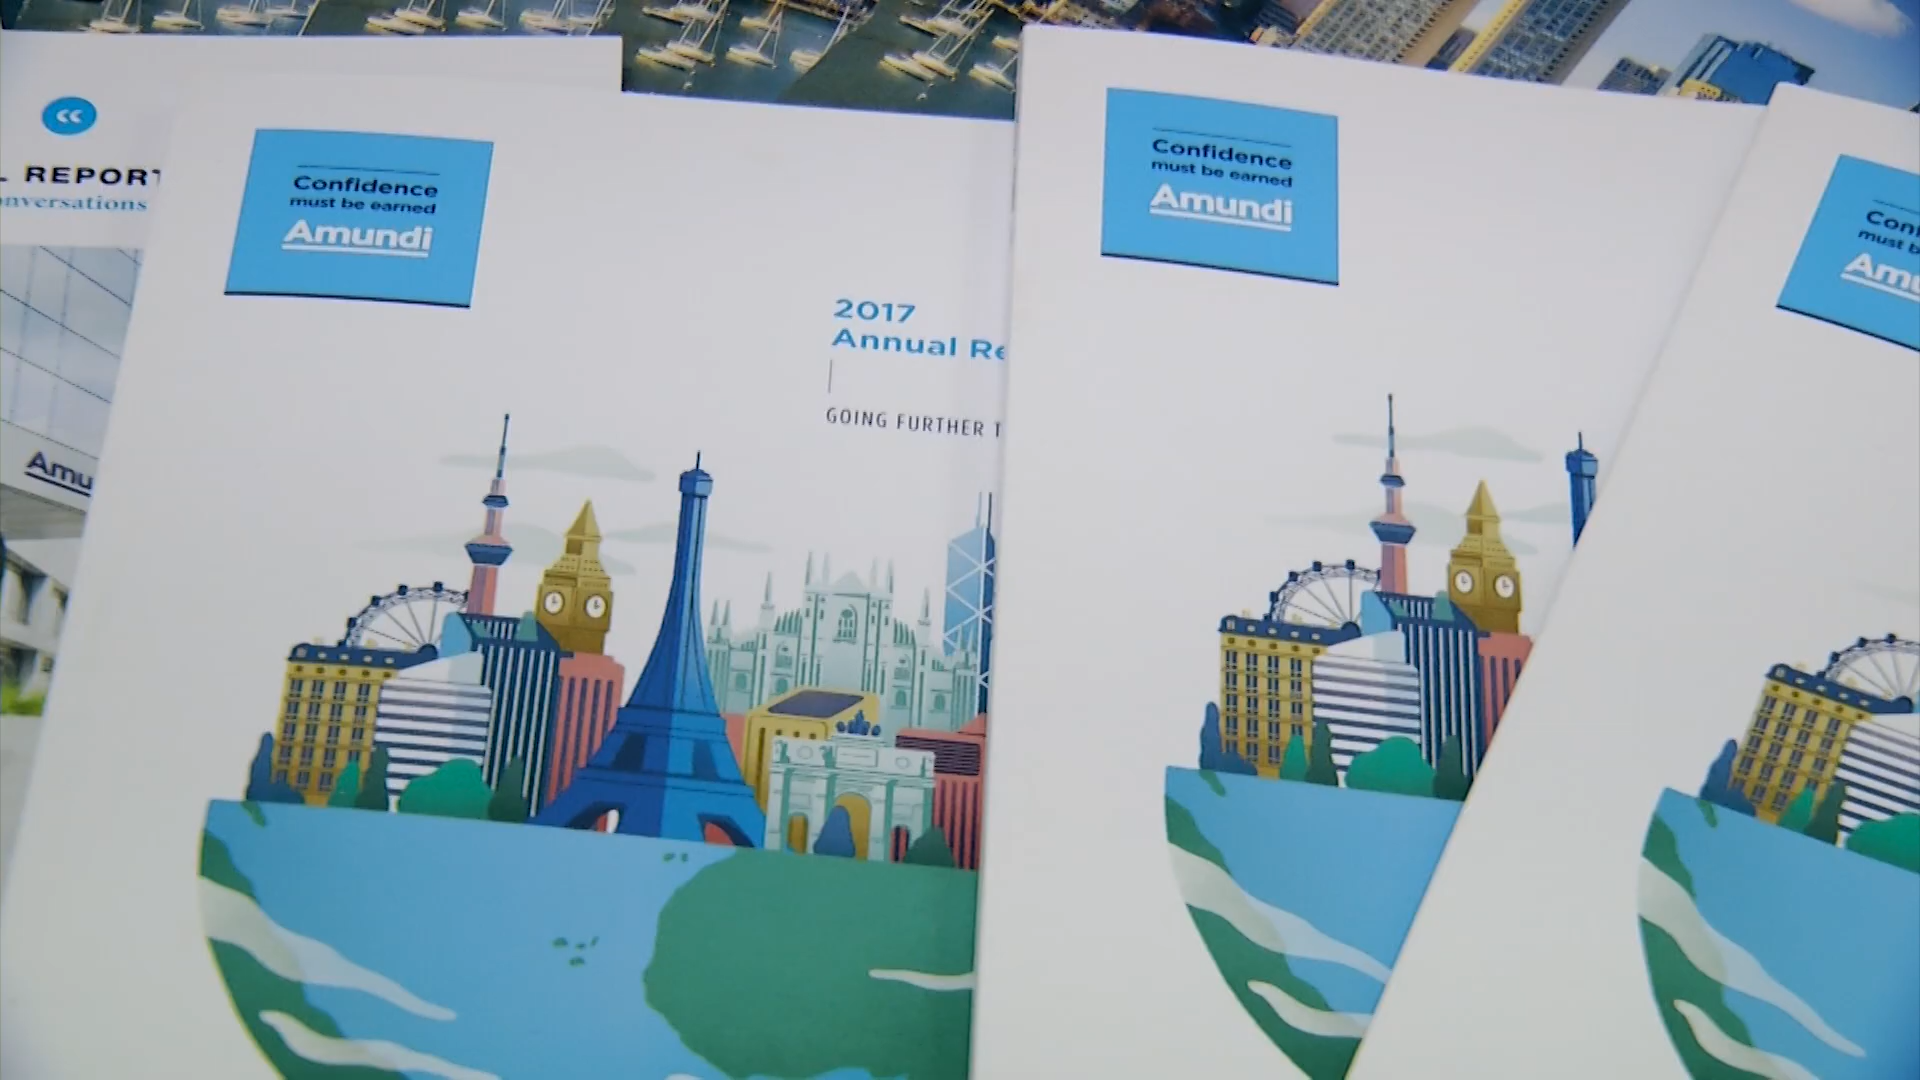 REPORT
Amu
Confidence
must be earned
Amundi
2017
Annual Re
GOING FURTHER T
Confidence
must be earned
Amundi
Con
must b
Amu